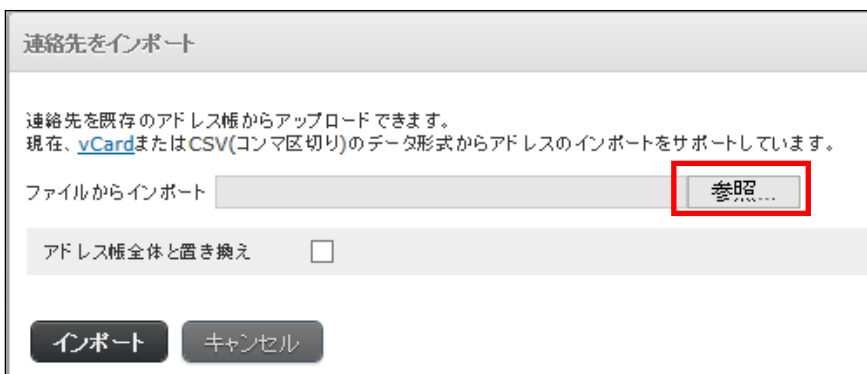 連絡先をインポート
連絡先を既存のアドレス帳からアップロードできます。
現在、vCardまたはCSV(コンマ区切り)のデータ形式からアドレスのインポートをサポートしています。
ファイルからインポート 参照...
アドレス帳全体と置き換え
インポート キャンセル